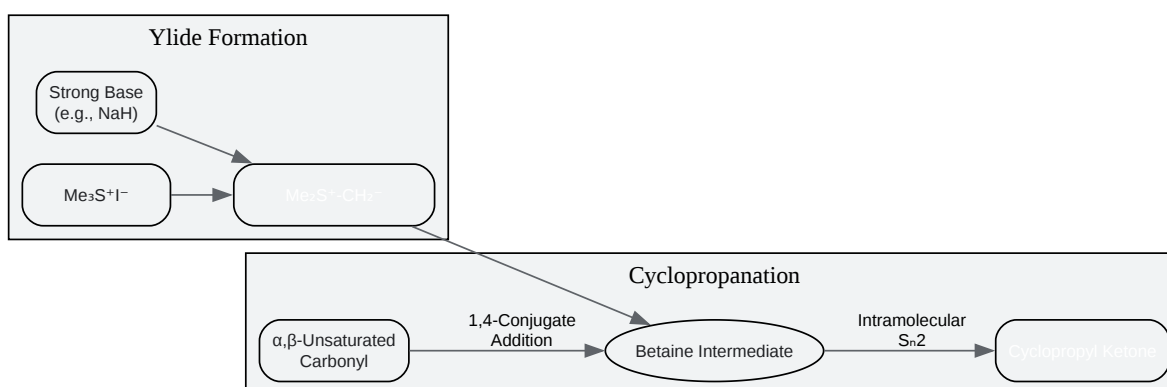 Ylide Formation
Strong Base
(e.g., NaH)
Me₃S⁺I⁻
Me₂S⁺-CH₂⁻
Cyclopropanation
α,β-Unsaturated
Carbonyl
1,4-Conjugate
Addition
Betaine Intermediate
Intramolecular
Sₙ2
Cyclopropyl Ketone